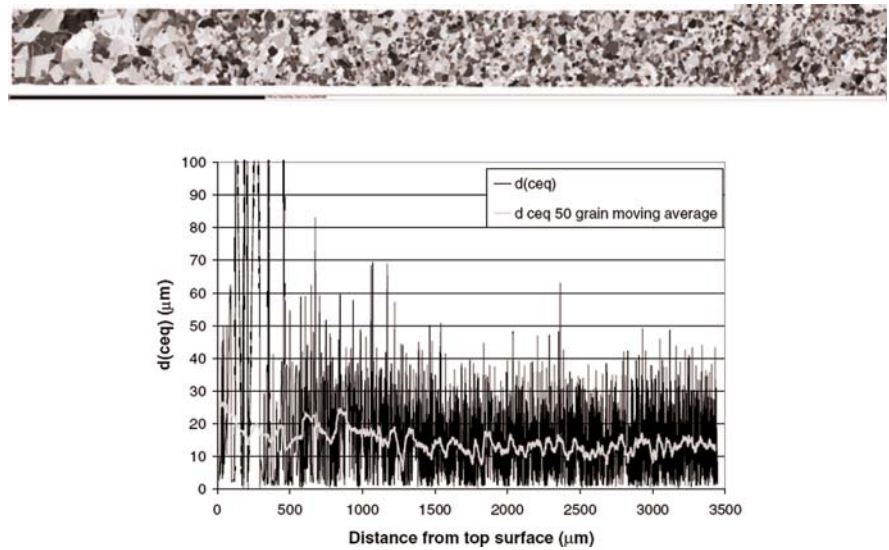 100
90
80
70
60
50
40
30
20
10
0
d(ceq) (μm)
d(ceq)
d ceq 50 grain moving average
0 500 1000 1500 2000 2500 3000 3500
Distance from top surface (μm)